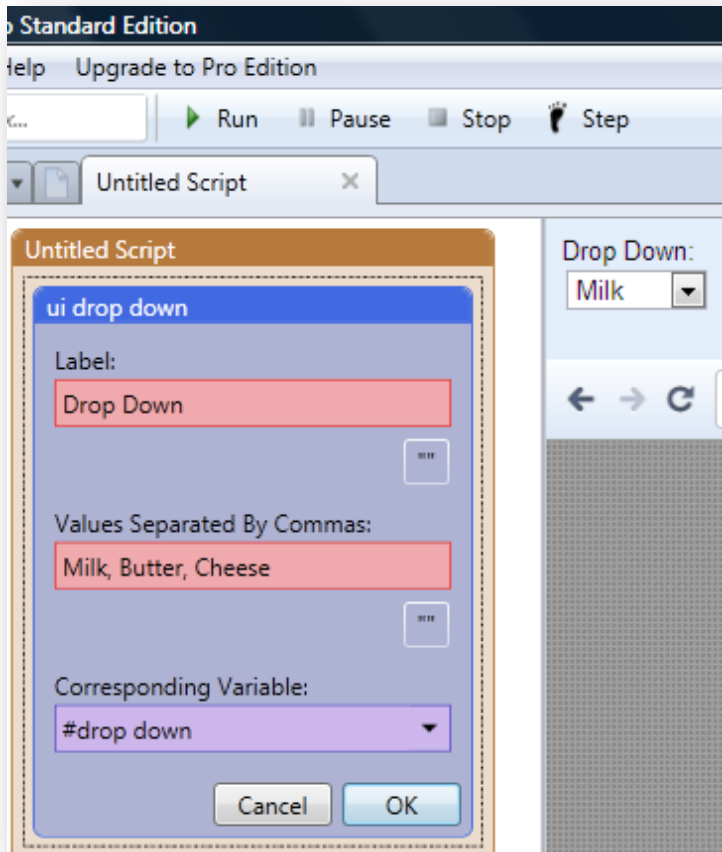 Standard Edition
Help Upgrade to Pro Edition
Run Pause Stop Step
Untitled Script
Untitled Script
ui drop down
Label:
Drop Down
""
Values Separated By Commas:
Milk, Butter, Cheese
""
Corresponding Variable:
#drop down
Cancel OK
Drop Down:
Milk